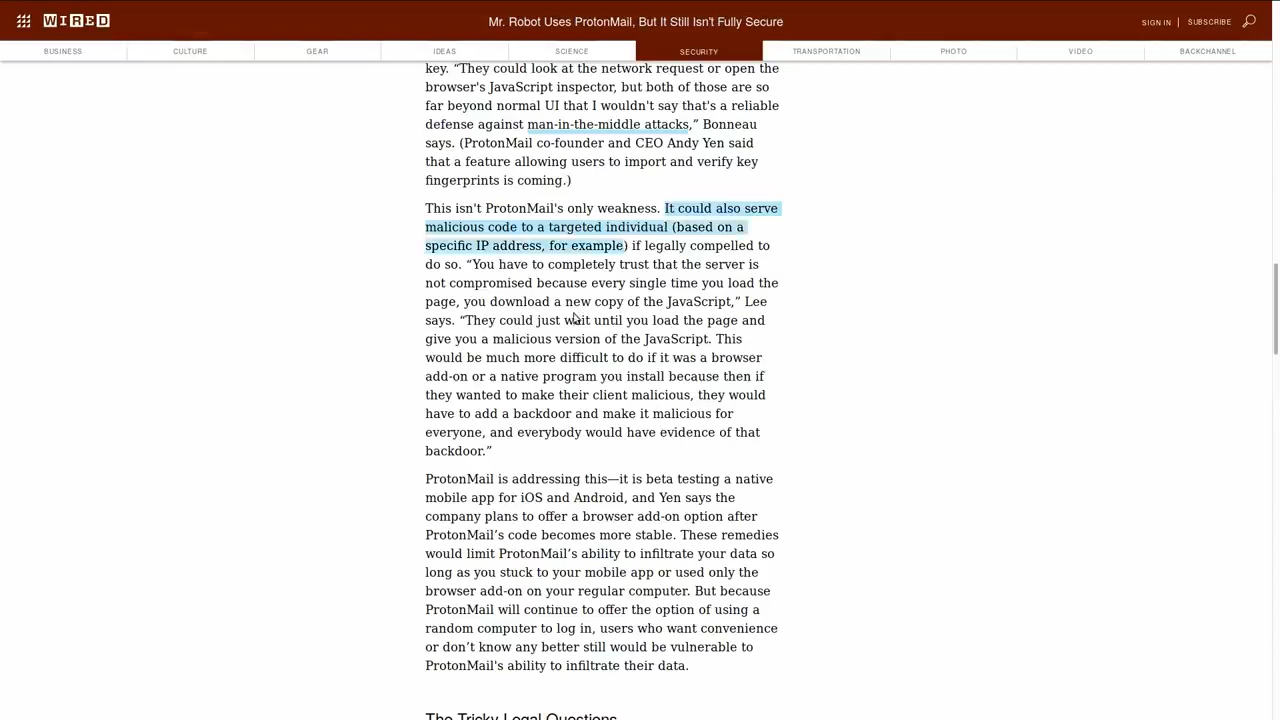 WIRED
Mr. Robot Uses ProtonMail, But It Still Isn't Fully Secure
SIGN IN | SUBSCRIBE
BUSINESS CULTURE GEAR IDEAS SCIENCE SECURITY TRANSPORTATION PHOTO VIDEO BACKCHANNEL
key. “They could look at the network request or open the
browser's JavaScript inspector, but both of those are so
far beyond normal UI that I wouldn't say that's a reliable
defense against man-in-the-middle attacks,” Bonneau
says. (ProtonMail co-founder and CEO Andy Yen said
that a feature allowing users to import and verify key
fingerprints is coming.)
This isn't ProtonMail's only weakness. It could also serve
malicious code to a targeted individual (based on a
specific IP address, for example) if legally compelled to
do so. “You have to completely trust that the server is
not compromised because every single time you load the
page, you download a new copy of the JavaScript,” Lee
says. “They could just wait until you load the page and
give you a malicious version of the JavaScript. This
would be much more difficult to do if it was a browser
add-on or a native program you install because then if
they wanted to make their client malicious, they would
have to add a backdoor and make it malicious for
everyone, and everybody would have evidence of that
backdoor.”
ProtonMail is addressing this—it is beta testing a native
mobile app for iOS and Android, and Yen says the
company plans to offer a browser add-on option after
ProtonMail’s code becomes more stable. These remedies
would limit ProtonMail’s ability to infiltrate your data so
long as you stuck to your mobile app or used only the
browser add-on on your regular computer. But because
ProtonMail will continue to offer the option of using a
random computer to log in, users who want convenience
or don’t know any better still would be vulnerable to
ProtonMail's ability to infiltrate their data.
The Tricky Legal Questions